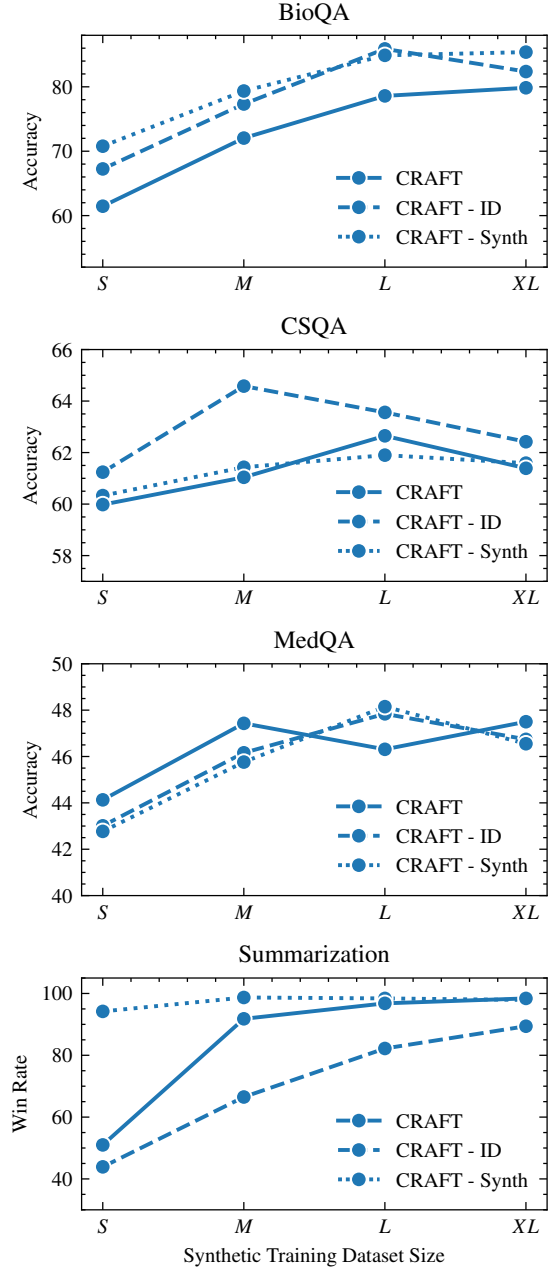 BioQA
80
70
60
Accuracy
CRAFT
CRAFT - ID
CRAFT - Synth
S M L XL
CSQA
66
64
62
60
58
Accuracy
CRAFT
CRAFT - ID
CRAFT - Synth
S M L XL
MedQA
50
48
46
44
42
40
Accuracy
CRAFT
CRAFT - ID
CRAFT - Synth
S M L XL
Summarization
100
80
60
40
Win Rate
CRAFT
CRAFT - ID
CRAFT - Synth
S M L XL
Synthetic Training Dataset Size